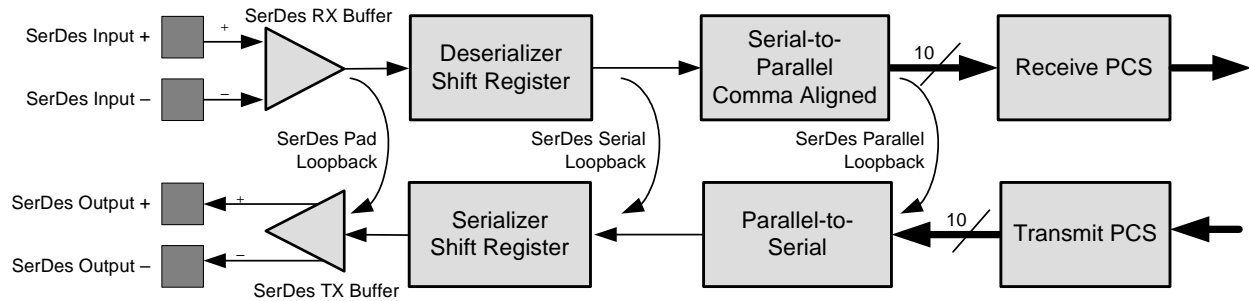 SerDes RX Buffer
SerDes Input +
+
SerDes Input –
–
Deserializer
Shift Register
Serial-to-
Parallel
Comma Aligned
10
Receive PCS
SerDes Pad
Loopback
SerDes Serial
Loopback
SerDes Parallel
Loopback
SerDes Output +
+
SerDes Output –
–
SerDes TX Buffer
Serializer
Shift Register
Parallel-to-
Serial
10
Transmit PCS